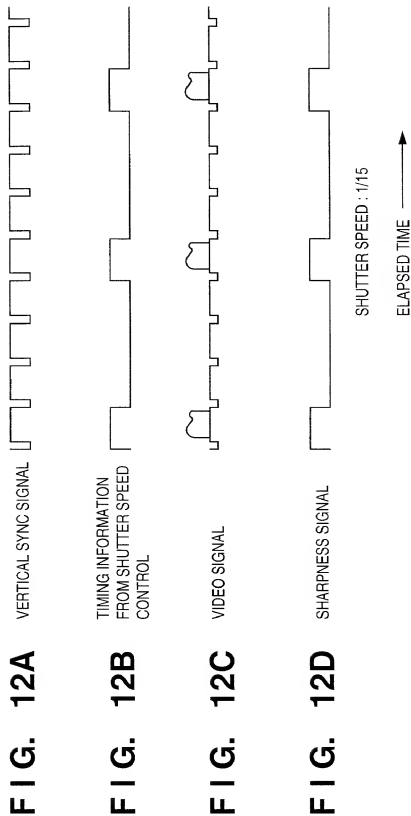 FIG. 12A VERTICAL SYNC SIGNAL
FIG. 12B TIMING INFORMATION
FROM SHUTTER SPEED
CONTROL
FIG. 12C VIDEO SIGNAL
FIG. 12D SHARPNESS SIGNAL
SHUTTER SPEED : 1/15
ELAPSED TIME